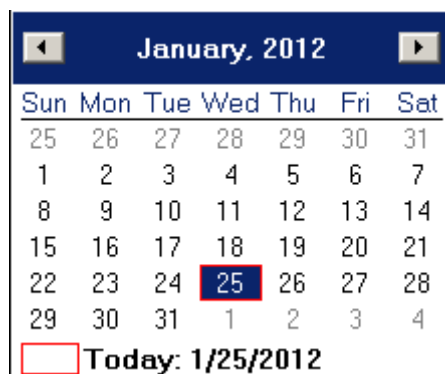 January, 2012
Sun Mon Tue Wed Thu Fri Sat
25 26 27 28 29 30 31
1 2 3 4 5 6 7
8 9 10 11 12 13 14
15 16 17 18 19 20 21
22 23 24 25 26 27 28
29 30 31 1 2 3 4
Today: 1/25/2012